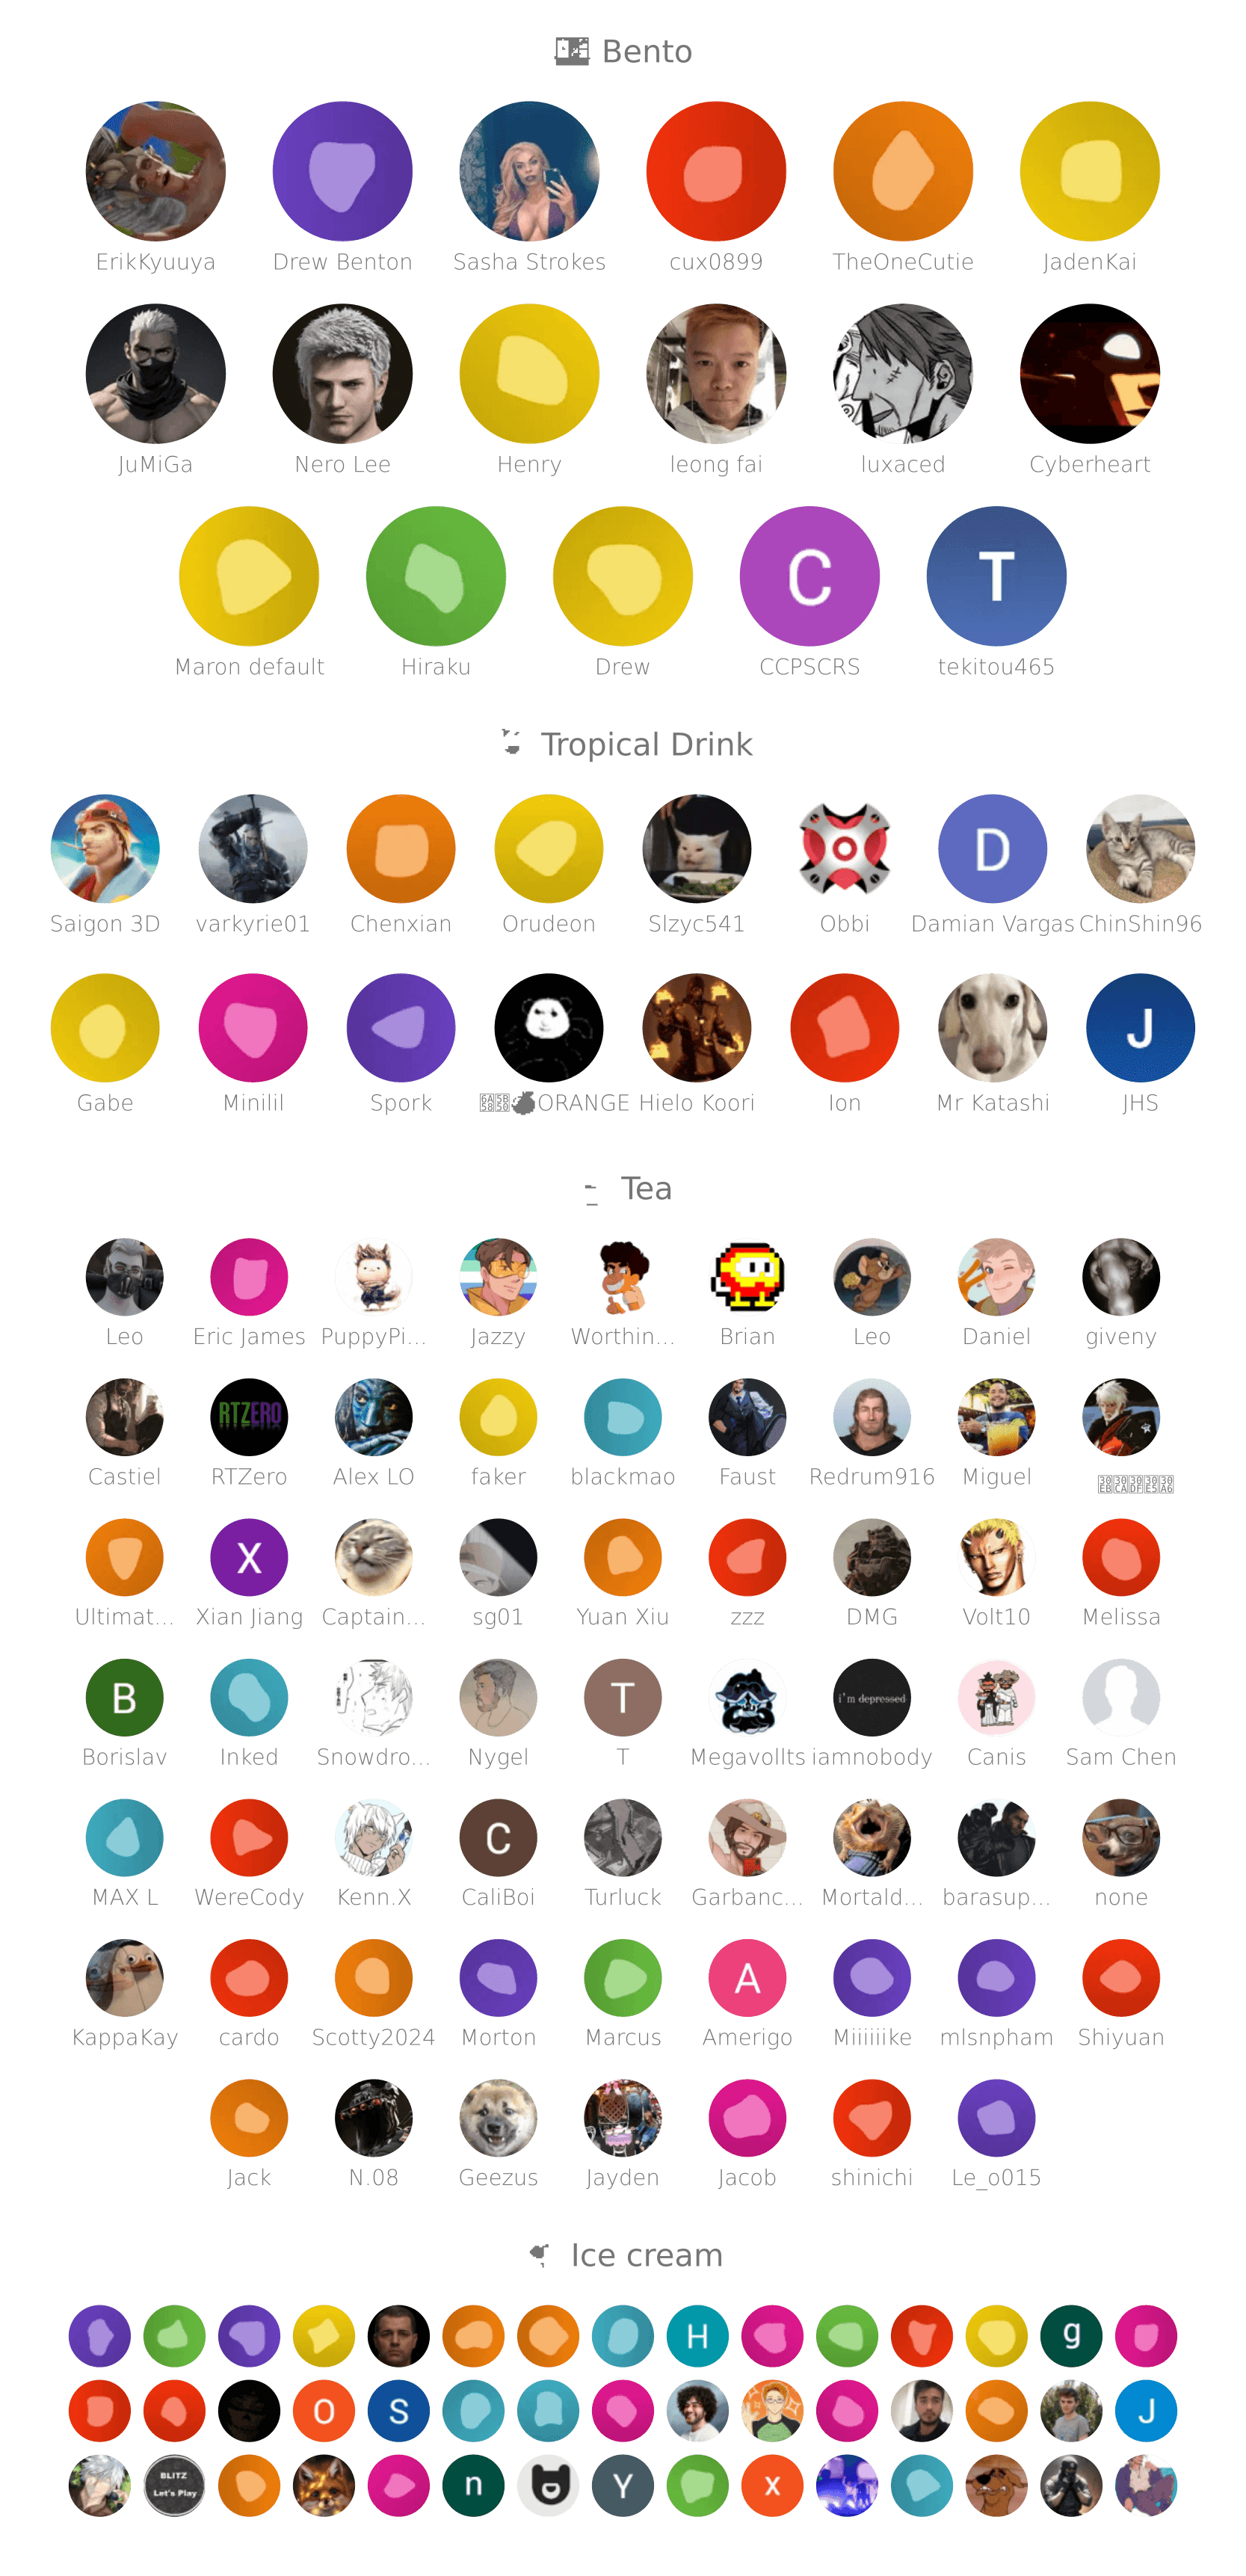 Bento
ErikKyuuya Drew Benton Sasha Strokes cux0899 TheOneCutie JadenKai
JuMiGa Nero Lee Henry leong fai luxaced Cyberheart
C T
Maron default Hiraku Drew CCPSCRS tekitou465
Tropical Drink
D
Saigon 3D varkyrie01 Chenxian Orudeon Slzyc541 Obbi Damian Vargas ChinShin96
J
Gabe Minilil Spork ORANGE Hielo Koori Ion Mr Katashi JHS
Tea
Leo Eric James PuppyPi... Jazzy Worthin... Brian Leo Daniel giveny
RTZERO
Castiel RTZero Alex LO faker blackmao Faust Redrum916 Miguel
X
Ultimat... Xian Jiang Captain... sg01 Yuan Xiu zzz DMG Volt10 Melissa
B T i'm depressed
Borislav Inked Snowdro... Nygel T Megavollts iamnobody Canis Sam Chen
C
MAX L WereCody Kenn.X CaliBoi Turluck Garbanc... Mortald... barasup... none
A
KappaKay cardo Scotty2024 Morton Marcus Amerigo Miiiiiike mlsnpham Shiyuan
Jack N.08 Geezus Jayden Jacob shinichi Le_o015
Ice cream
H g
O S J
BLITZ
Let's Play n Y x